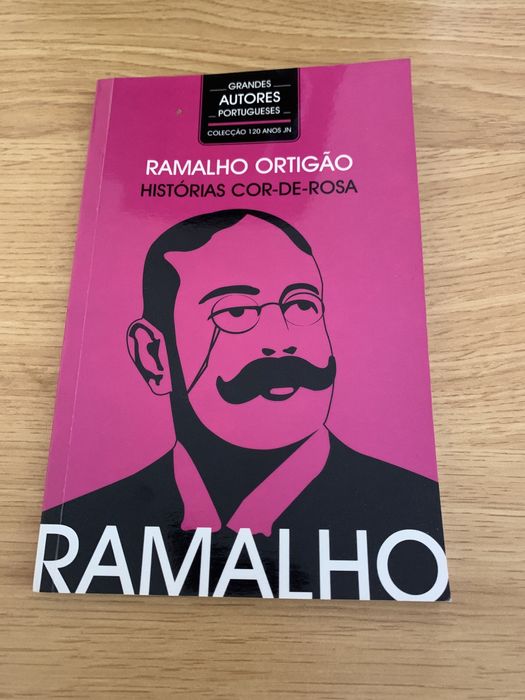 GRANDES
AUTORES
PORTUGUESES
COLECÇÃO 120 ANOS JN
RAMALHO ORTIGÃO
HISTÓRIAS COR-DE-ROSA
RAMALHO